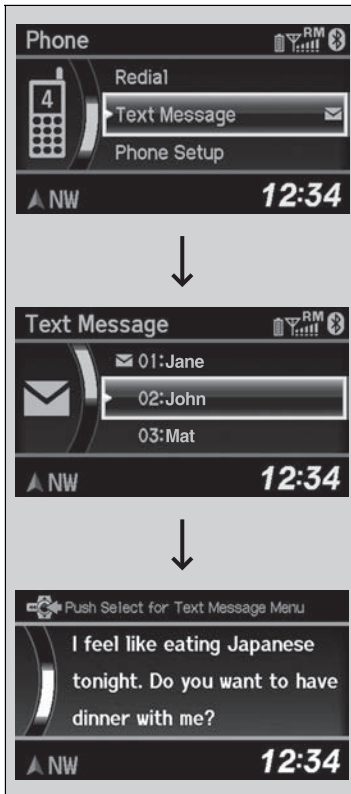 Phone
RM
Redial
4
Text Message
Phone Setup
NW 12:34
Text Message
RM
01:Jane
02:John
03:Mat
NW 12:34
Push Select for Text Message Menu
I feel like eating Japanese
tonight. Do you want to have
dinner with me?
NW 12:34